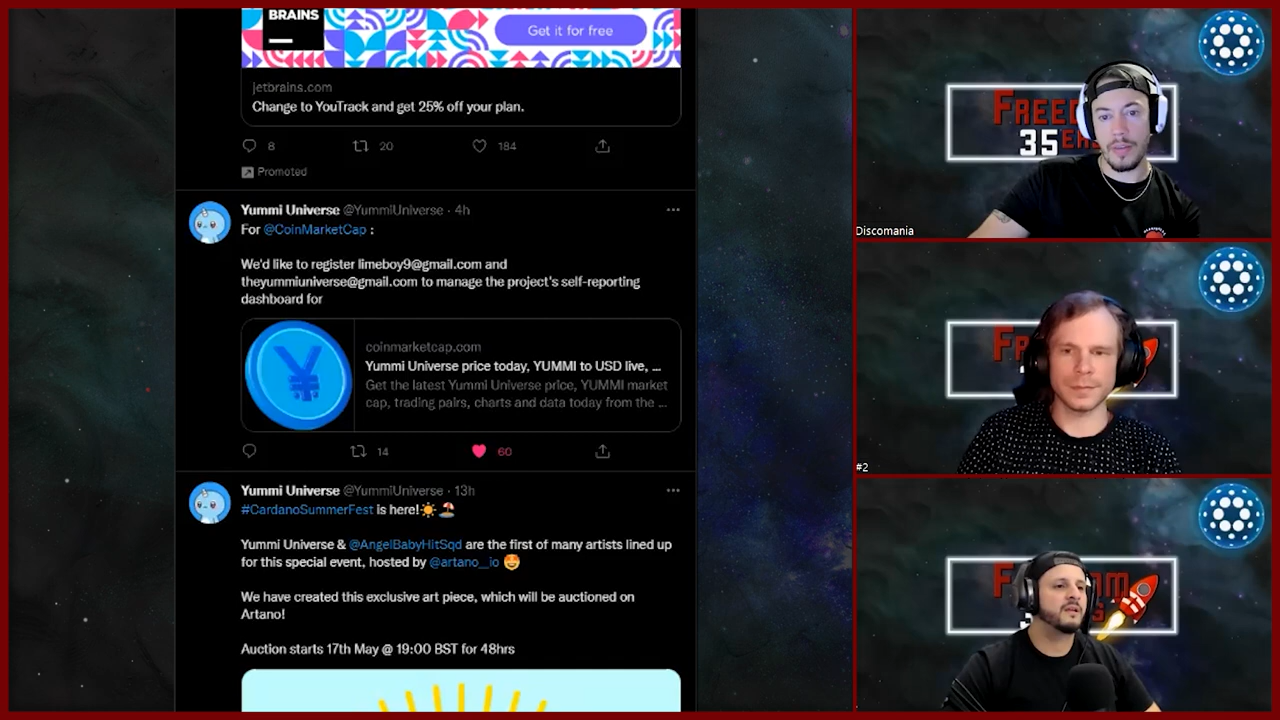 BRAINS
Get it for free
jetbrains.com
Change to YouTrack and get 25% off your plan.
8 20 184
Promoted
Yummi Universe @YummiUniverse · 4h
For @CoinMarketCap :
We'd like to register limeboy9@gmail.com and
theyummiuniverse@gmail.com to manage the project's self-reporting
dashboard for
coinmarketcap.com
Yummi Universe price today, YUMMI to USD live, ...
Get the latest Yummi Universe price, YUMMI market
cap, trading pairs, charts and data today from the ...
14 60
Yummi Universe @YummiUniverse · 13h
#CardanoSummerFest is here!☀️🏖️
Yummi Universe & @AngelBabyHitSqd are the first of many artists lined up
for this special event, hosted by @artano__io 🤩
We have created this exclusive art piece, which will be auctioned on
Artano!
Auction starts 17th May @ 19:00 BST for 48hrs
35
Discomania
#2